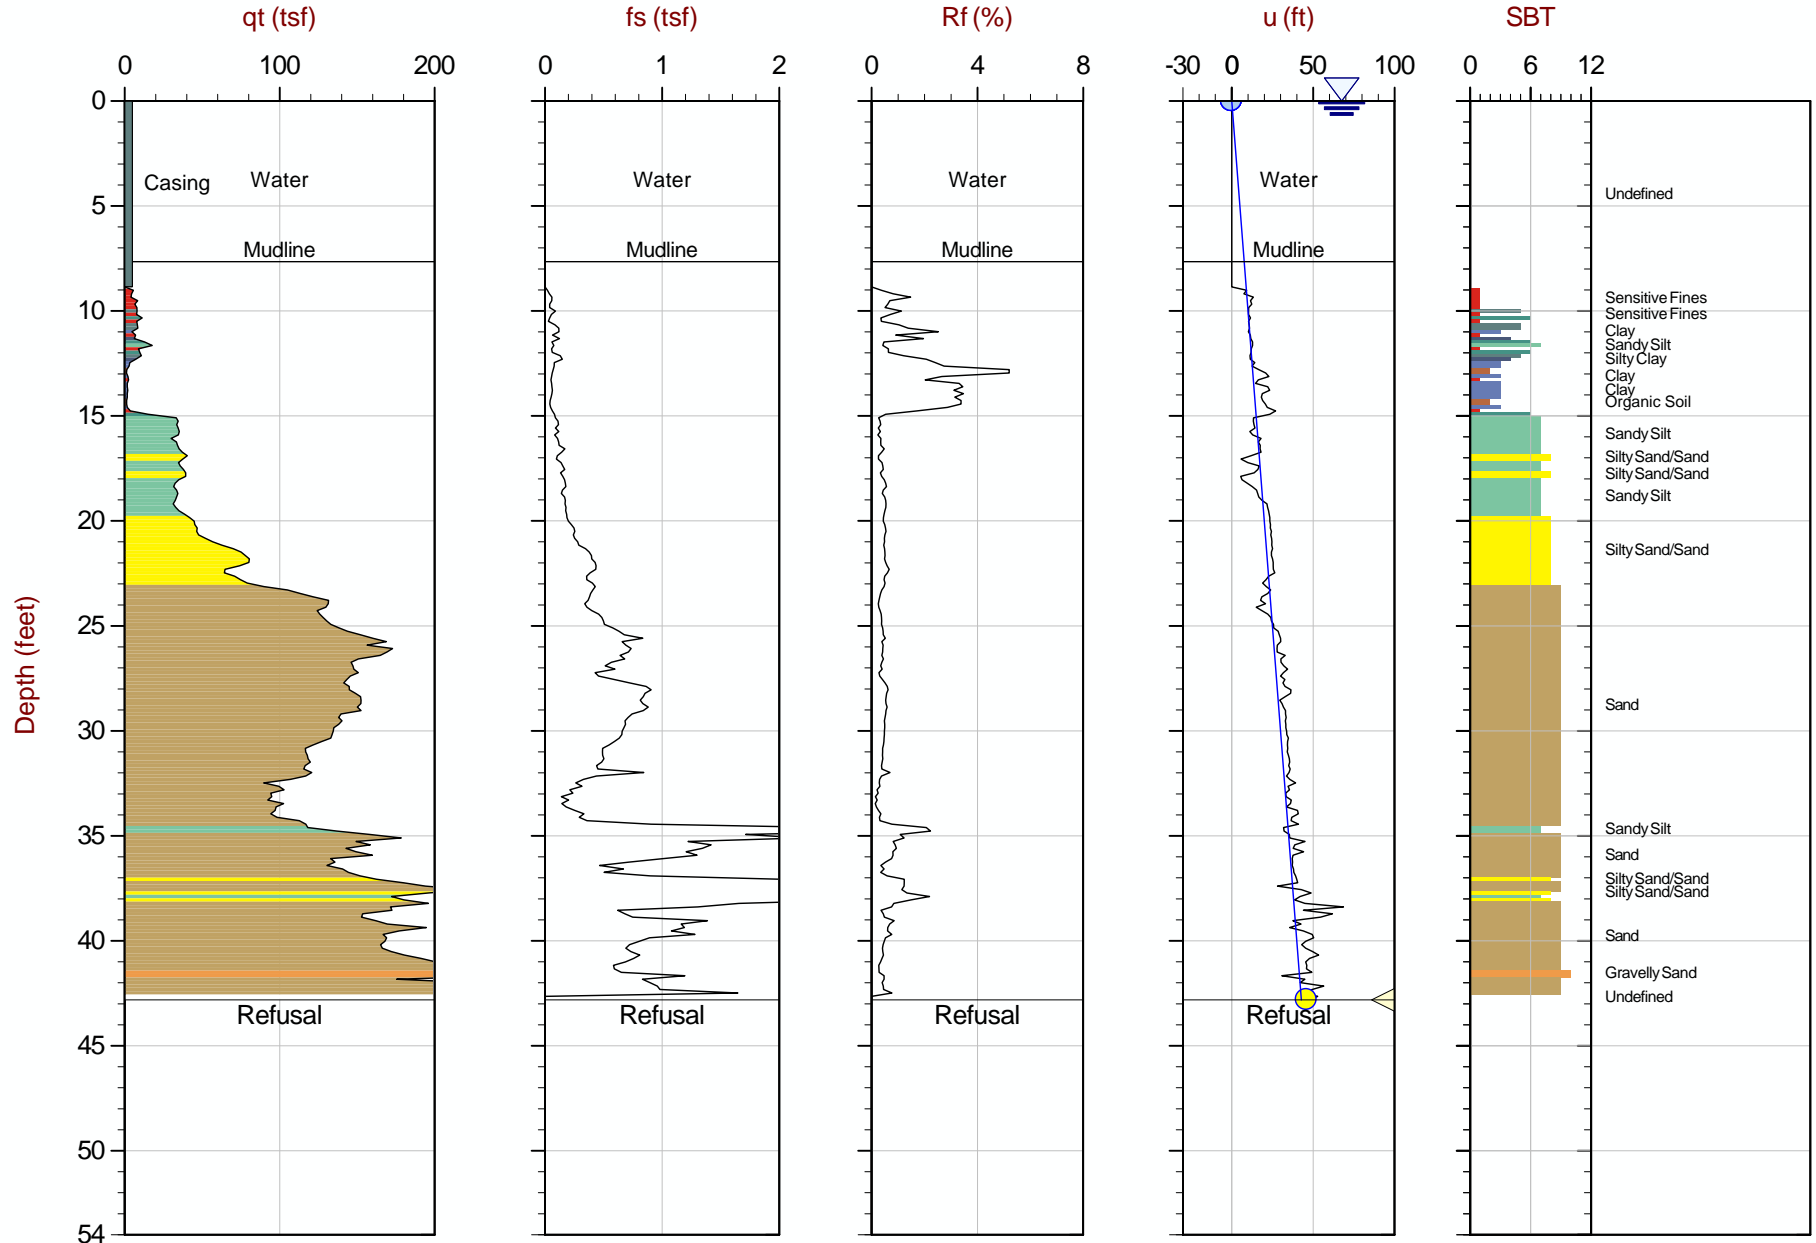 qt (tsf)
fs (tsf)
Rf (%)
u (ft)
SBT
0 100 200
0 1 2
0 4 8
-30 0 50 100
0 6 12
Depth (feet)
0
5
10
15
20
25
30
35
40
45
50
54
Casing
Water
Mudline
Refusal
Water
Mudline
Refusal
Water
Mudline
Refusal
Water
Mudline
Refusal
Undefined
Sensitive Fines
Sensitive Fines
Clay
Sandy Silt
Silty Clay
Clay
Clay
Organic Soil
Sandy Silt
Silty Sand/Sand
Silty Sand/Sand
Sandy Silt
Silty Sand/Sand
Sand
Sandy Silt
Sand
Silty Sand/Sand
Silty Sand/Sand
Sand
Gravelly Sand
Undefined